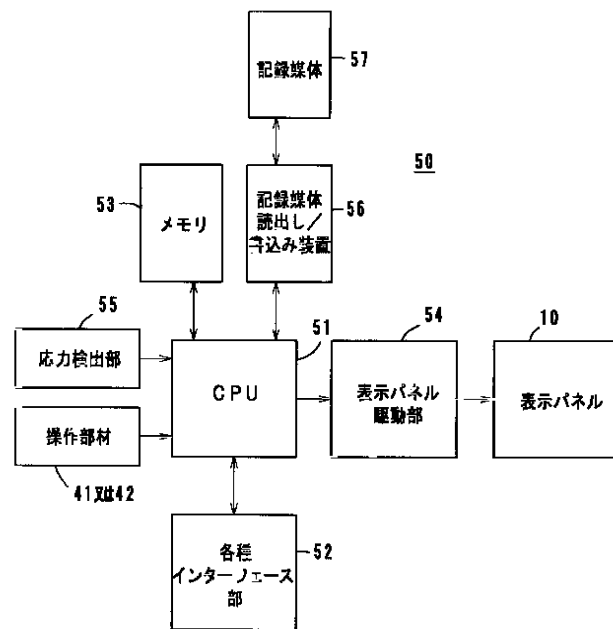 記録媒体
57
50
53
メモリ
記録媒体
読出し／
書込み装置
56
55
応力検出部
51
CPU
54
表示パネル
駆動部
10
表示パネル
操作部材
41又は42
各種
インターフェース
部
52